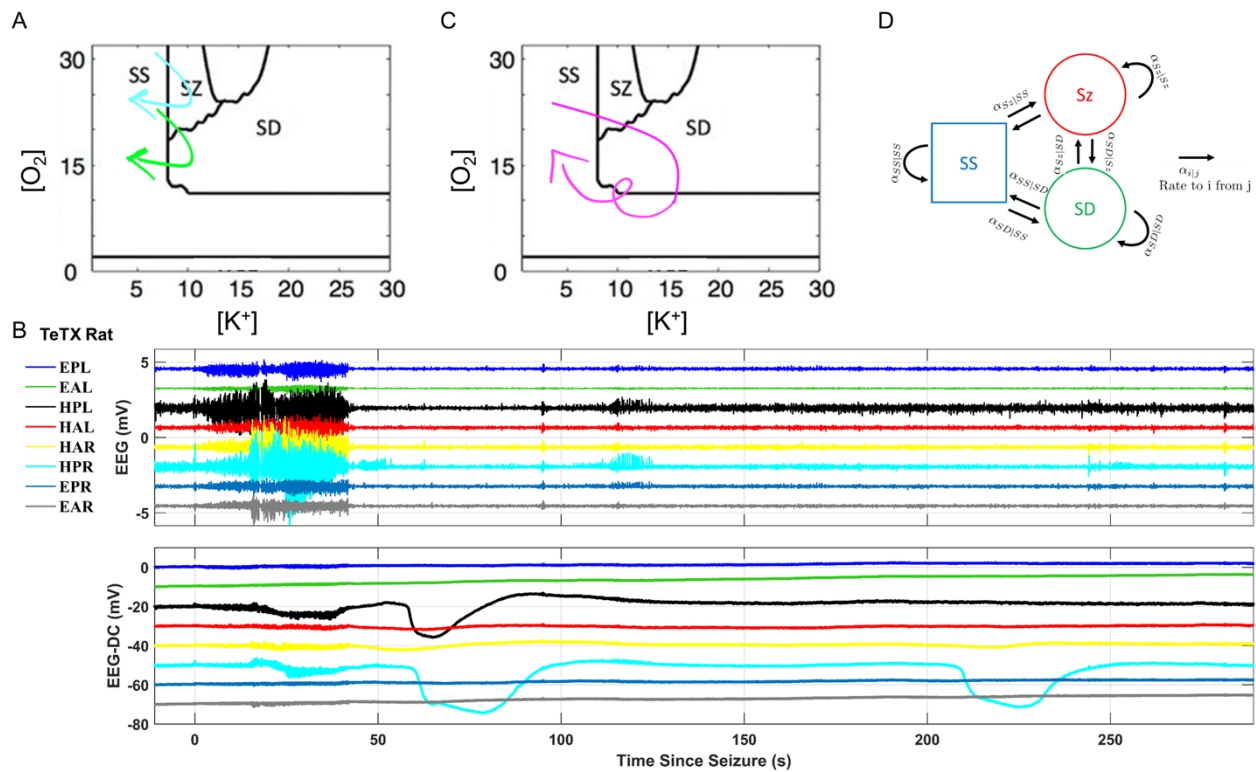 A
30
15
0
[O₂]
SS
SZ
SD
5
10
15
20
25
30
[K⁺]
C
30
15
0
[O₂]
SS
SZ
SD
5
10
15
20
25
30
[K⁺]
D
Sz
SS
SD
αSz|SS
αSz|Sz
αSS|SS
αSz|SD
αSD|Sz
αSS|SD
αSD|SS
αSD|SD
αi|j
Rate to i from j
B
TeTX Rat
EPL
EAL
HPL
HAL
HAR
HPR
EPR
EAR
EEG (mV)
5
0
-5
EEG-DC (mV)
0
-20
-40
-60
-80
0
50
100
150
200
250
Time Since Seizure (s)